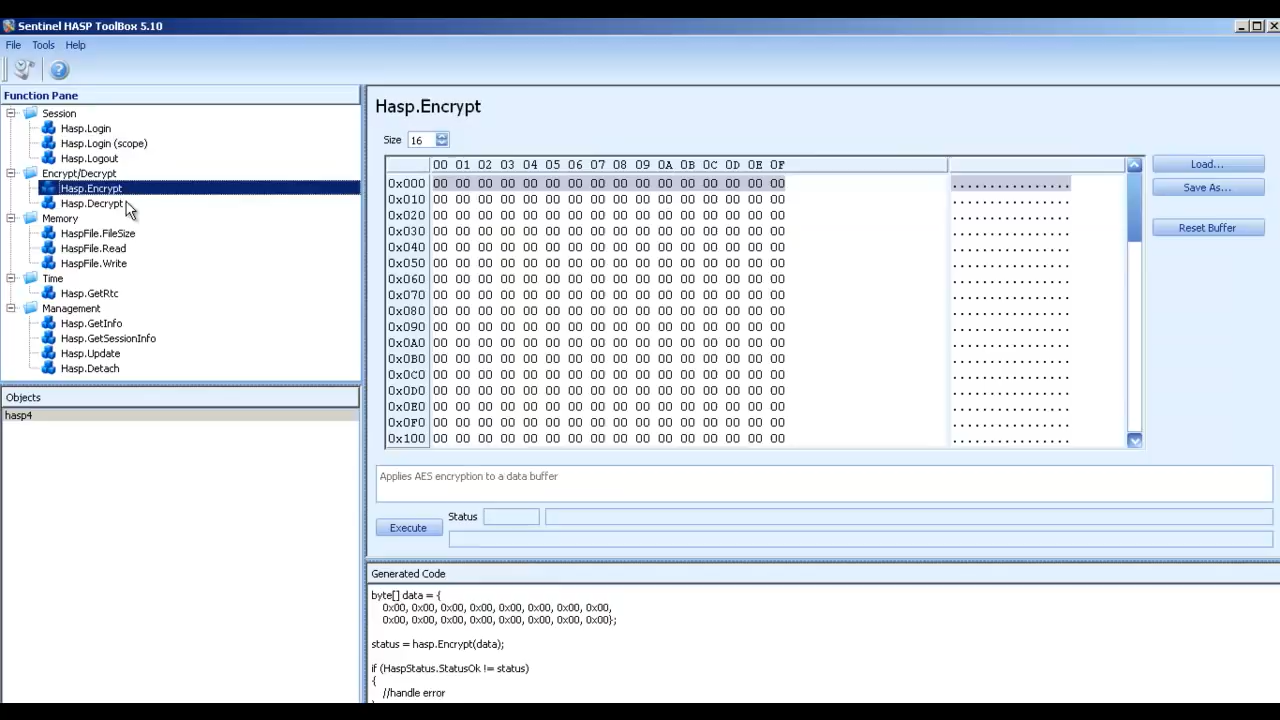 Sentinel HASP ToolBox 5.10
File Tools Help
Function Pane
Session
Hasp.Login
Hasp.Login (scope)
Hasp.Logout
Encrypt/Decrypt
Hasp.Encrypt
Hasp.Decrypt
Memory
HaspFile.FileSize
HaspFile.Read
HaspFile.Write
Time
Hasp.GetRtc
Management
Hasp.GetInfo
Hasp.GetSessionInfo
Hasp.Update
Hasp.Detach
Objects
hasp4
Hasp.Encrypt
Size 16
00 01 02 03 04 05 06 07 08 09 0A 0B 0C 0D 0E 0F
0x000 00 00 00 00 00 00 00 00 00 00 00 00 00 00 00 00 ................
0x010 00 00 00 00 00 00 00 00 00 00 00 00 00 00 00 00 ................
0x020 00 00 00 00 00 00 00 00 00 00 00 00 00 00 00 00 ................
0x030 00 00 00 00 00 00 00 00 00 00 00 00 00 00 00 00 ................
0x040 00 00 00 00 00 00 00 00 00 00 00 00 00 00 00 00 ................
0x050 00 00 00 00 00 00 00 00 00 00 00 00 00 00 00 00 ................
0x060 00 00 00 00 00 00 00 00 00 00 00 00 00 00 00 00 ................
0x070 00 00 00 00 00 00 00 00 00 00 00 00 00 00 00 00 ................
0x080 00 00 00 00 00 00 00 00 00 00 00 00 00 00 00 00 ................
0x090 00 00 00 00 00 00 00 00 00 00 00 00 00 00 00 00 ................
0x0A0 00 00 00 00 00 00 00 00 00 00 00 00 00 00 00 00 ................
0x0B0 00 00 00 00 00 00 00 00 00 00 00 00 00 00 00 00 ................
0x0C0 00 00 00 00 00 00 00 00 00 00 00 00 00 00 00 00 ................
0x0D0 00 00 00 00 00 00 00 00 00 00 00 00 00 00 00 00 ................
0x0E0 00 00 00 00 00 00 00 00 00 00 00 00 00 00 00 00 ................
0x0F0 00 00 00 00 00 00 00 00 00 00 00 00 00 00 00 00 ................
0x100 00 00 00 00 00 00 00 00 00 00 00 00 00 00 00 00 ................
Load...
Save As...
Reset Buffer
Applies AES encryption to a data buffer
Execute Status
Generated Code
byte[] data = {
0x00, 0x00, 0x00, 0x00, 0x00, 0x00, 0x00, 0x00,
0x00, 0x00, 0x00, 0x00, 0x00, 0x00, 0x00, 0x00};
status = hasp.Encrypt(data);
if (HaspStatus.StatusOk != status)
{
//handle error